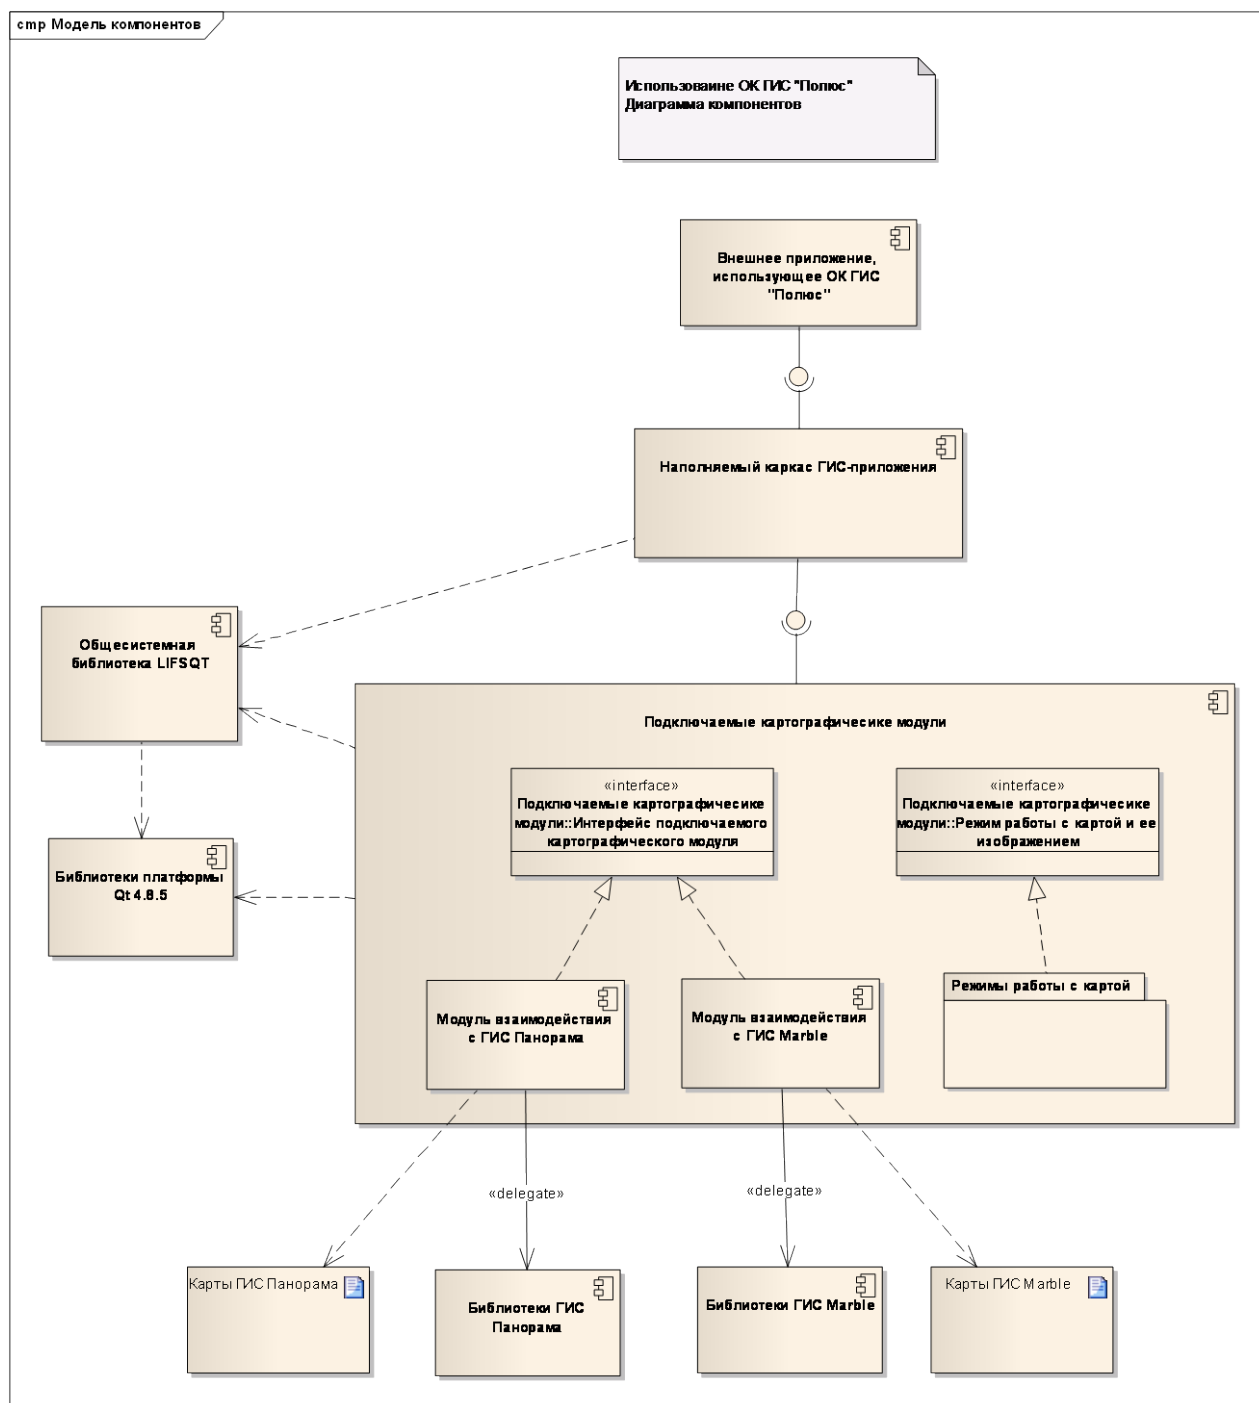 cmp Модель компонентов
Использоваине ОК ГИС "Полюс"
Диаграмма компонентов
Внешнее приложение,
использующее ОК ГИС
"Полюс"
Наполняемый каркас ГИС-приложения
Общесистемная
библиотека LIFSQT
Подключаемые картографичесике модули
«interface»
Подключаемые картографичесике
модули::Интерфейс подключаемого
картографического модуля
«interface»
Подключаемые картографичесике
модули::Режим работы с картой и ее
изображением
Библиотеки платформы
Qt 4.8.5
Модуль взаимодействия
с ГИС Панорама
Модуль взаимодействия
с ГИС Marble
Режимы работы с картой
«delegate»
«delegate»
Карты ГИС Панорама
Библиотеки ГИС
Панорама
Библиотеки ГИС Marble
Карты ГИС Marble